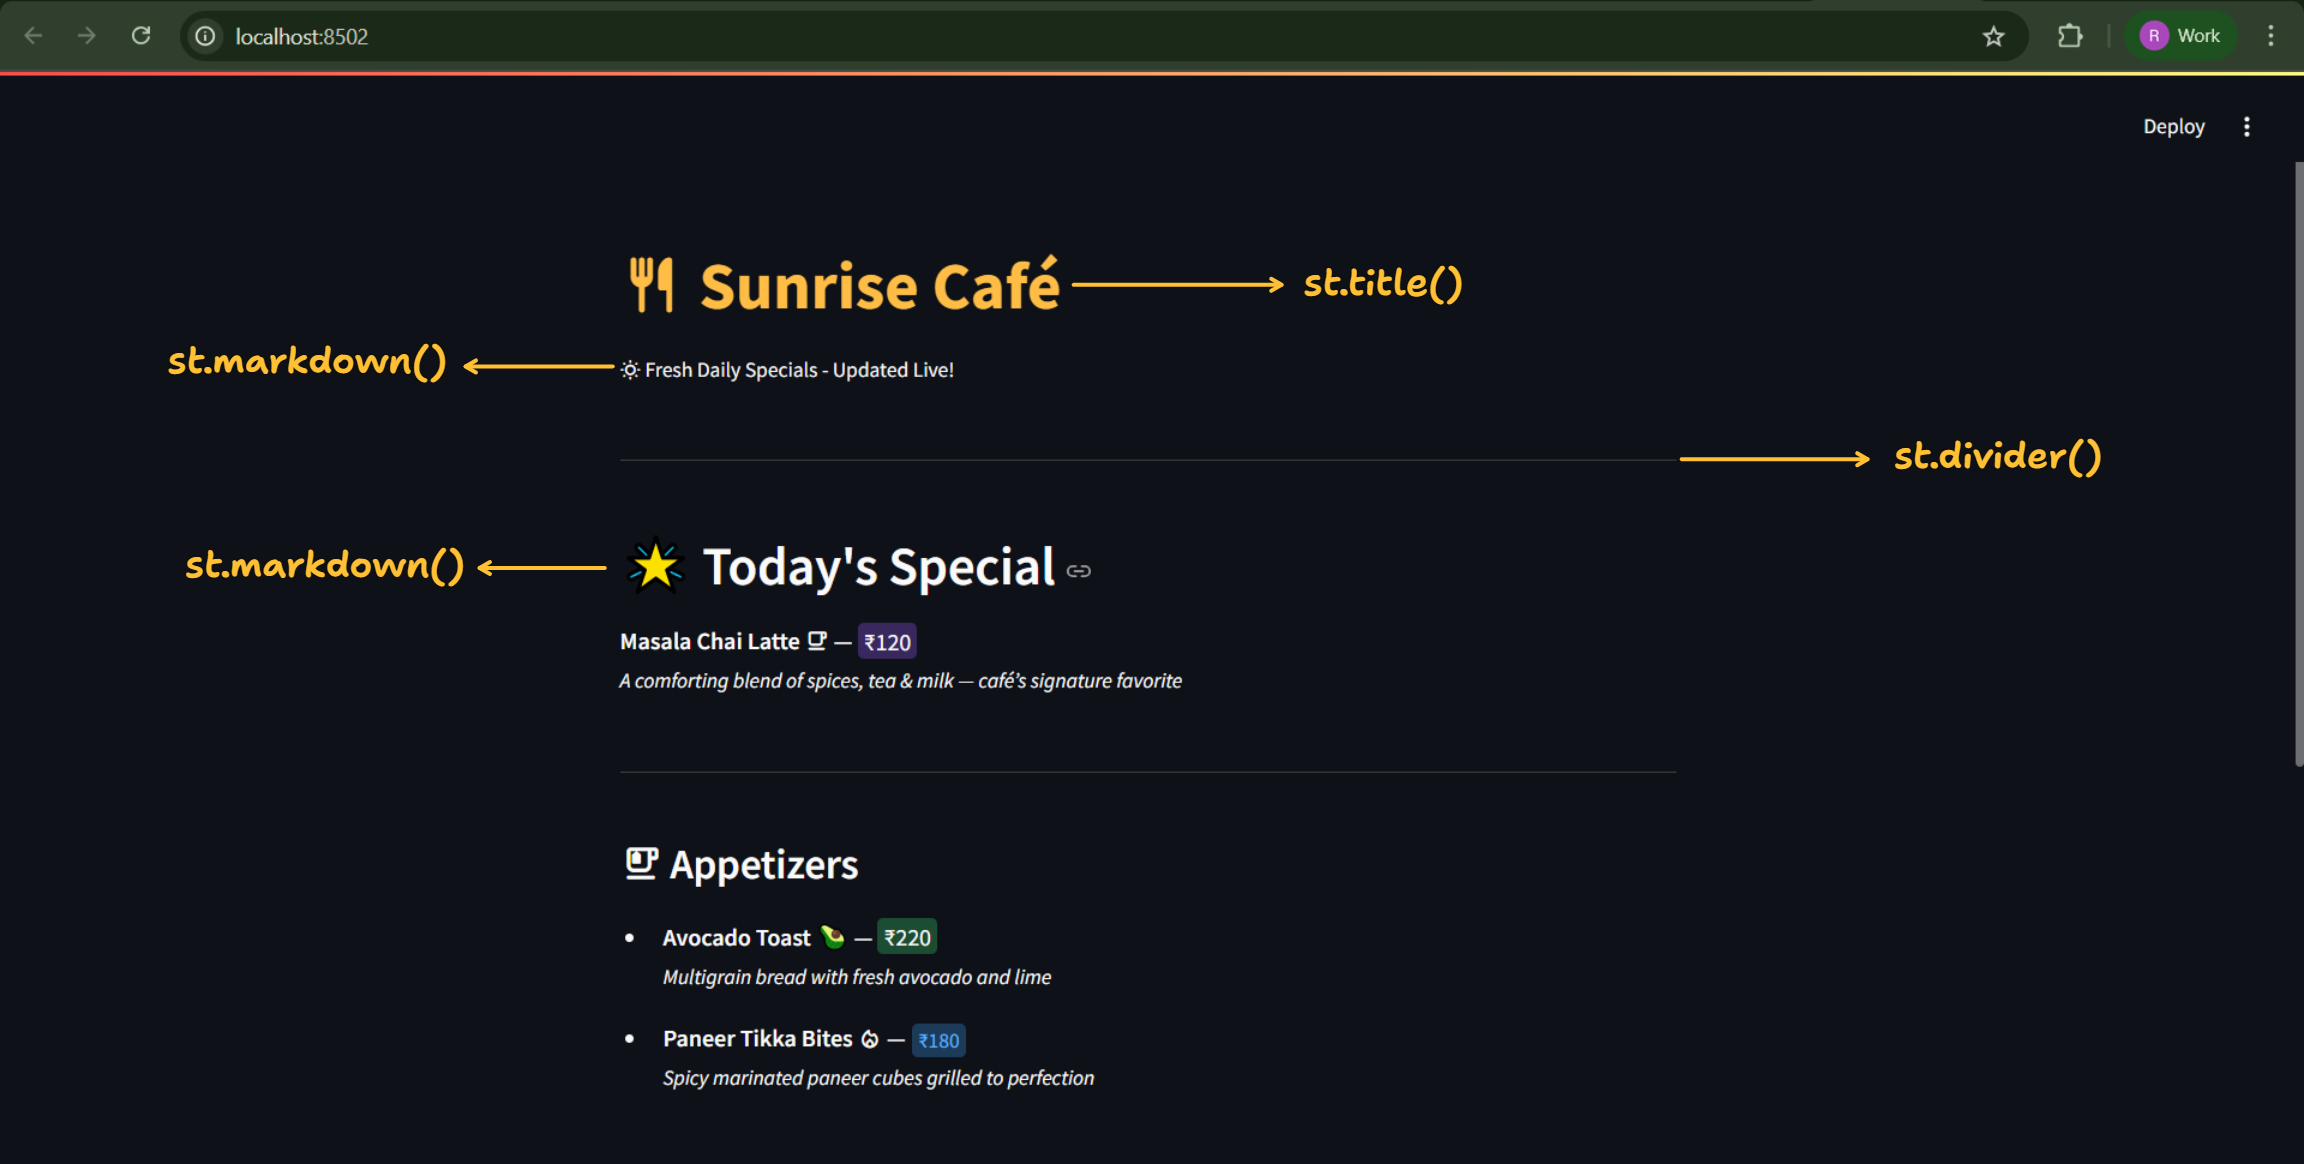 localhost:8502
R Work
Deploy
Sunrise Café
st.title()
st.markdown()
Fresh Daily Specials - Updated Live!
st.divider()
st.markdown()
Today's Special
Masala Chai Latte — ₹120
A comforting blend of spices, tea & milk — café’s signature favorite
Appetizers
• Avocado Toast 🥑 — ₹220
Multigrain bread with fresh avocado and lime
• Paneer Tikka Bites — ₹180
Spicy marinated paneer cubes grilled to perfection